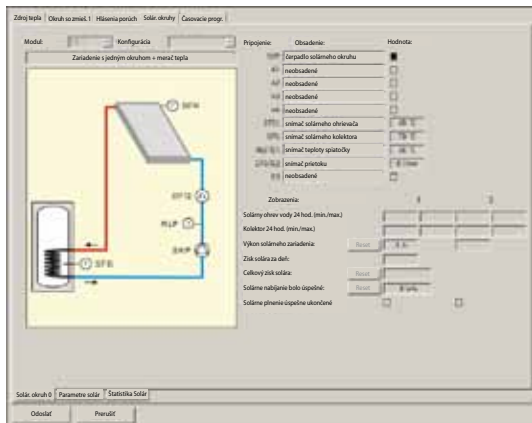 Zdroj tepla Okruh so zmieš. 1 Hlásenia porúch Solár. okruhy Časovacie progr.
Modul: Konfigurácia Pripojenie: Obsadenie: Hodnota:
Zariadenie s jedným okruhom + merač tepla
čerpadlo solárneho okruhu
neobsadené
neobsadené
neobsadené
neobsadené
snímač solárneho ohrievača
snímač solárneho kolektora
snímač teploty spiatočky
snímač prietoku
neobsadené
Zobrazenia: 1 2
Solárny ohrev vody 24 hod. (min./max.)
Kolektor 24 hod. (min./max.)
Výkon solárneho zariadenia: Reset
Zisk solára za deň:
Celkový zisk solára: Reset
Solárne nabíjanie bolo úspešné: Reset
Solárne plnenie úspešne ukončené
Solár. okruh 0 Parametre solár Štatistika Solár
Odoslať Prerušiť